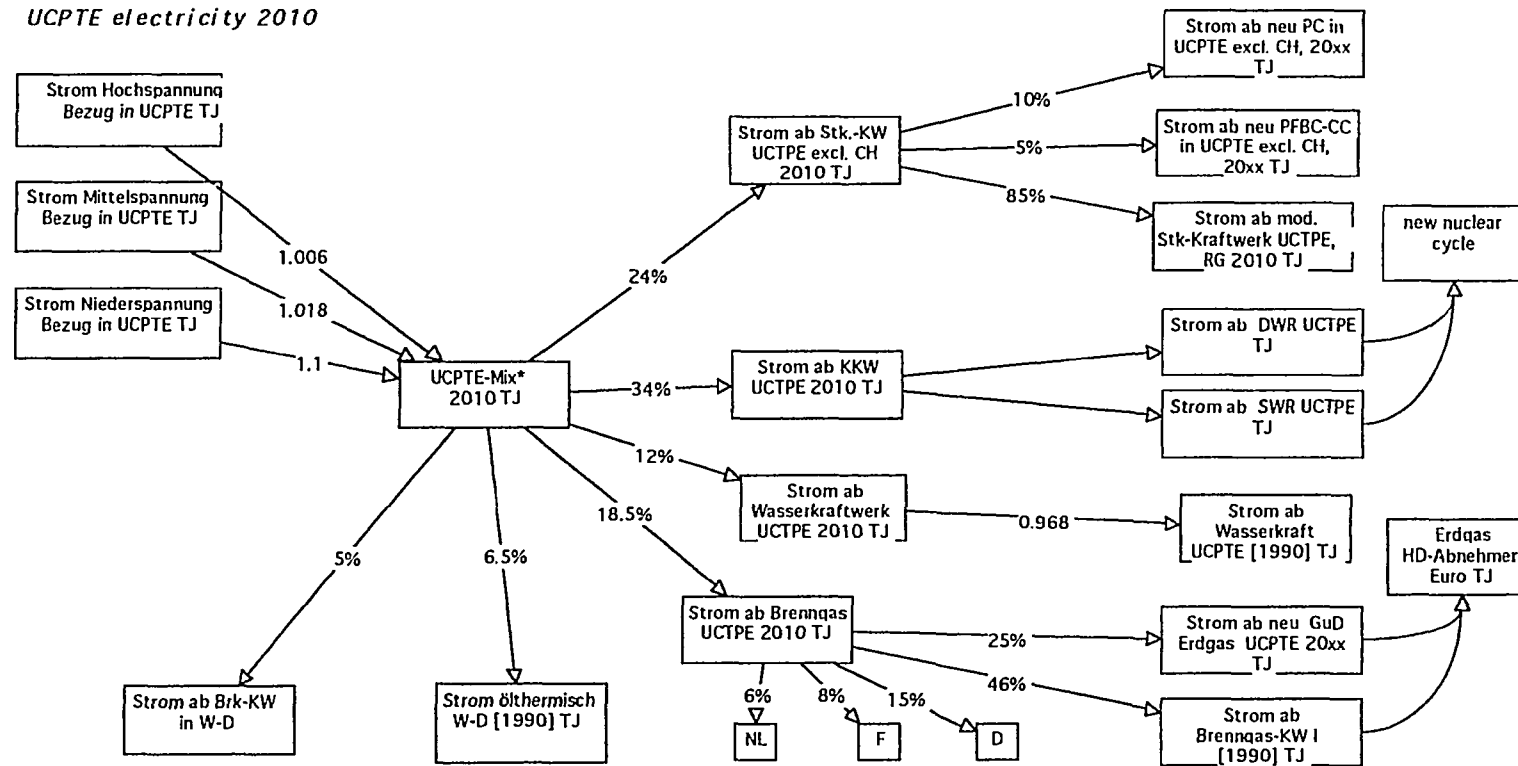 UCPTE electricity 2010
Strom Hochspannung
Bezug in UCPTE TJ
Strom Mittelspannung
Bezug in UCPTE TJ
Strom Niederspannung
Bezug in UCPTE TJ
1.006
1.018
1.1
UCPTE-Mix*
2010 TJ
24%
34%
12%
18.5%
6.5%
5%
Strom ab Stk.-KW
UCTPE excl. CH
2010 TJ
10%
5%
85%
Strom ab neu PC in
UCPTE excl. CH, 20xx
TJ
Strom ab neu PFBC-CC
in UCPTE excl. CH,
20xx TJ
Strom ab mod.
Stk-Kraftwerk UCTPE,
RG 2010 TJ
Strom ab KKW
UCTPE 2010 TJ
Strom ab DWR UCTPE
TJ
Strom ab SWR UCTPE
TJ
new nuclear
cycle
Strom ab
Wasserkraftwerk
UCTPE 2010 TJ
0.968
Strom ab
Wasserkraft
UCPTE [1990] TJ
Strom ab Brenngas
UCTPE 2010 TJ
25%
46%
6%
8%
15%
NL
F
D
Strom ab neu GuD
Erdgas UCPTE 20xx
TJ
Strom ab
Brenngas-KW I
[1990] TJ
Erdgas
HD-Abnehmer
Euro TJ
Strom ab Brk-KW
in W-D
Strom ölthermisch
W-D [1990] TJ